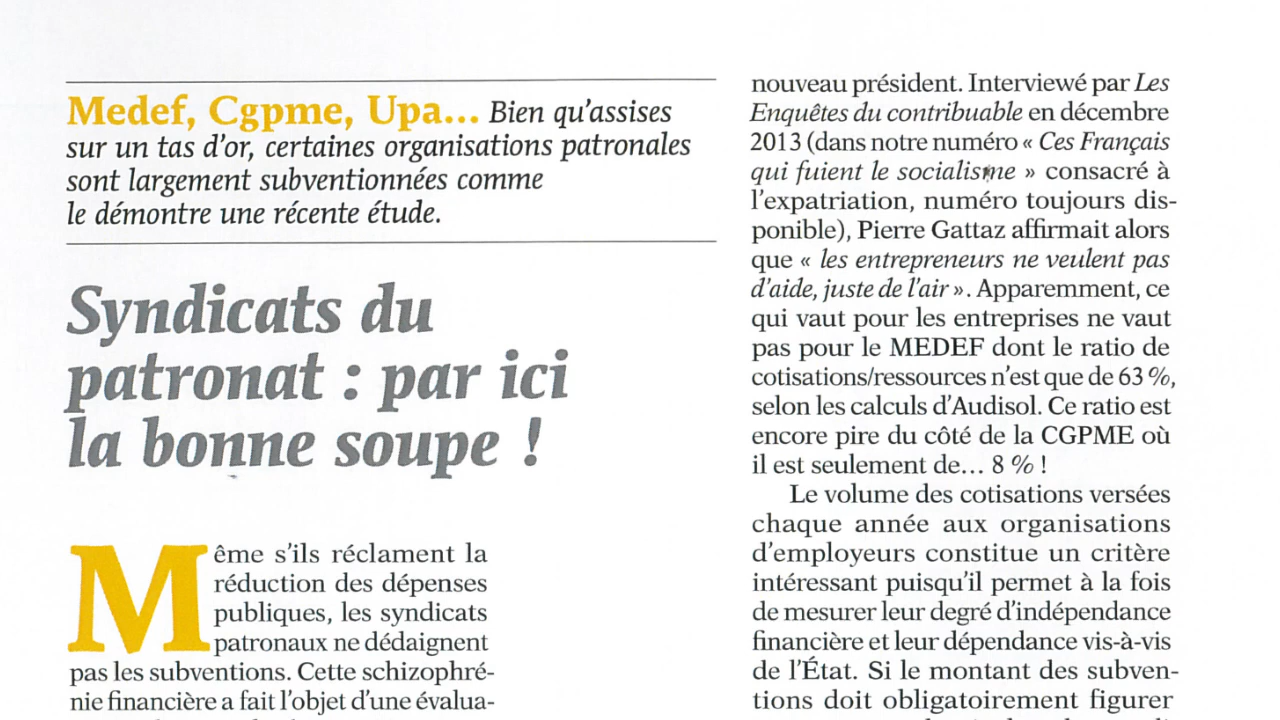 Medef, Cgpme, Upa... Bien qu'assises
sur un tas d'or, certaines organisations patronales
sont largement subventionnées comme
le démontre une récente étude.
Syndicats du
patronat : par ici
la bonne soupe !
Même s'ils réclament la
réduction des dépenses
publiques, les syndicats
patronaux ne dédaignent
pas les subventions. Cette schizophré-
nie financière a fait l'objet d'une évalua-
nouveau président. Interviewé par Les
Enquêtes du contribuable en décembre
2013 (dans notre numéro « Ces Français
qui fuient le socialisme » consacré à
l'expatriation, numéro toujours dis-
ponible), Pierre Gattaz affirmait alors
que « les entrepreneurs ne veulent pas
d'aide, juste de l'air ». Apparemment, ce
qui vaut pour les entreprises ne vaut
pas pour le MEDEF dont le ratio de
cotisations/ressources n'est que de 63 %,
selon les calculs d'Audisol. Ce ratio est
encore pire du côté de la CGPME où
il est seulement de... 8 % !
Le volume des cotisations versées
chaque année aux organisations
d'employeurs constitue un critère
intéressant puisqu'il permet à la fois
de mesurer leur degré d'indépendance
financière et leur dépendance vis-à-vis
de l'État. Si le montant des subven-
tions doit obligatoirement figurer